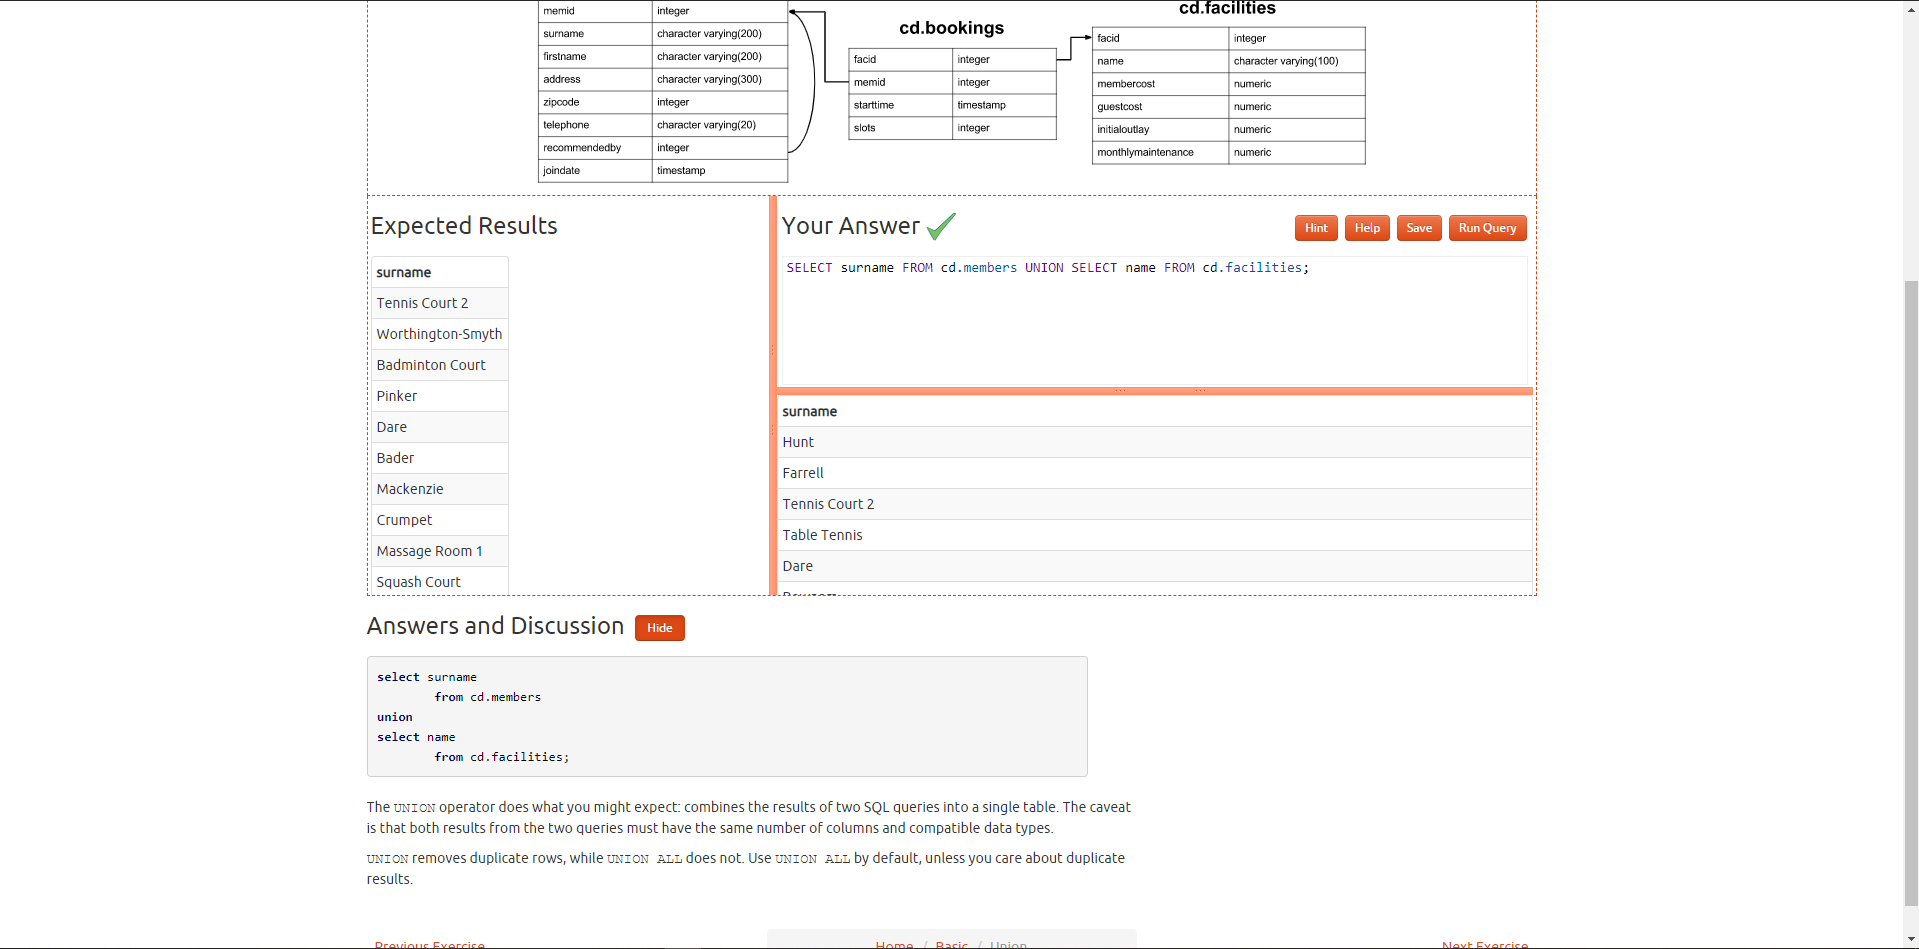 memid integer
surname character varying(200)
firstname character varying(200)
address character varying(300)
zipcode integer
telephone character varying(20)
recommendedby integer
joindate timestamp
cd.bookings
facid integer
memid integer
starttime timestamp
slots integer
cd.facilities
facid integer
name character varying(100)
membercost numeric
guestcost numeric
initialoutlay numeric
monthlymaintenance numeric
Expected Results
surname
Tennis Court 2
Worthington-Smyth
Badminton Court
Pinker
Dare
Bader
Mackenzie
Crumpet
Massage Room 1
Squash Court
Your Answer
Hint Help Save Run Query
SELECT surname FROM cd.members UNION SELECT name FROM cd.facilities;
surname
Hunt
Farrell
Tennis Court 2
Table Tennis
Dare
Answers and Discussion Hide
select surname
from cd.members
union
select name
from cd.facilities;
The UNION operator does what you might expect: combines the results of two SQL queries into a single table. The caveat
is that both results from the two queries must have the same number of columns and compatible data types.
UNION removes duplicate rows, while UNION ALL does not. Use UNION ALL by default, unless you care about duplicate
results.
Previous Exercise Home / Basic / Union Next Exercise